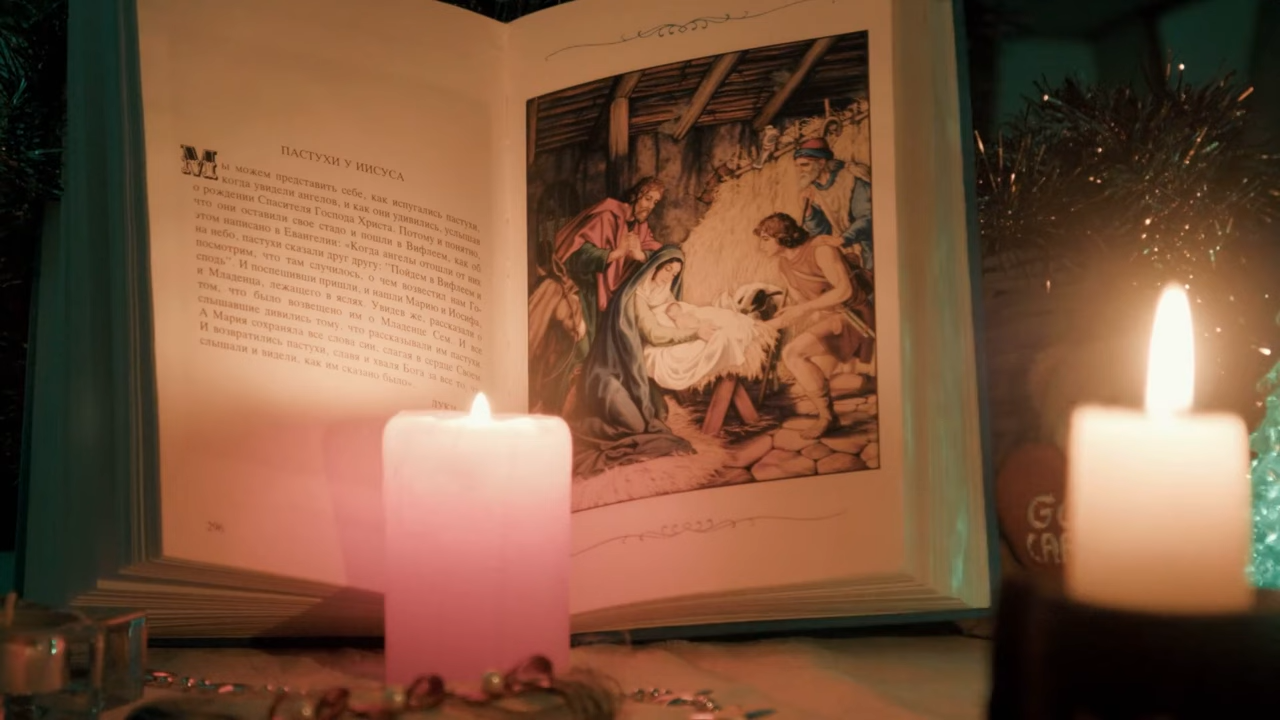 ПАСТУХИ У ИИСУСА
Мы можем представить себе, как испугались пастухи,
когда увидели ангелов, и как они удивились, услышав
о рождении Спасителя Господа Христа. Потому и понятно,
что они оставили свое стадо и пошли в Вифлеем, как об
этом написано в Евангелии: «Когда ангелы отошли от них
на небо, пастухи сказали друг другу: "Пойдем в Вифлеем и
посмотрим, что там случилось, о чем возвестил нам Го-
сподь". И поспешивши пришли, и нашли Марию и Иосифа,
и Младенца, лежащего в яслях. Увидев же, рассказали о
том, что было возвещено им о Младенце Сем. И все
слышавшие дивились тому, что рассказывали им пастухи.
А Мария сохраняла все слова сии, слагая в сердце Своем.
И возвратились пастухи, славя и хваля Бога за все то, что
слышали и видели, как им сказано было».
296